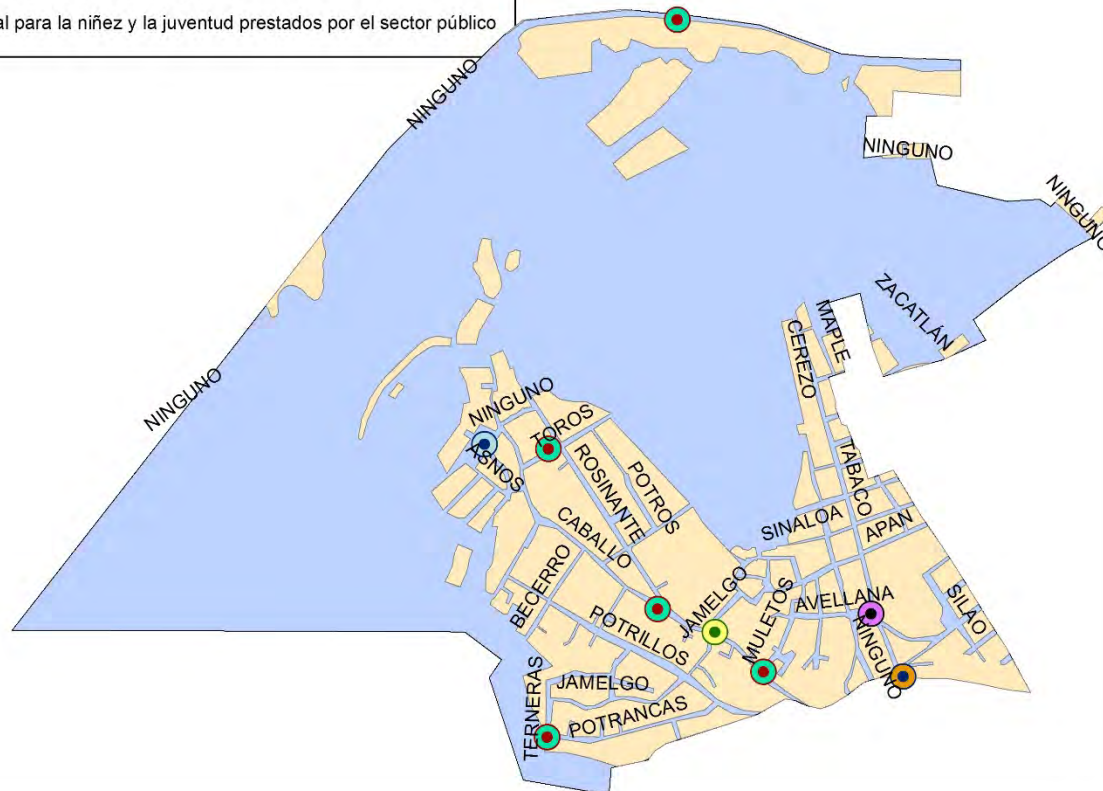 al para la niñez y la juventud prestados por el sector público
NINGUNO
NINGUNO
NINGUNO
ZACATLÁN
MAPLE
CEREZO
NINGUNO
NINGUNO
TOROS
ASNOS
ROSINANTE
POTROS
TABACO
SINALOA
APAN
CABALLO
BECERRO
JAMELGO
MULETOS
AVELLANA
SILAO
POTRILLOS
NINGUNO
JAMELGO
TERNERAS
POTRANCAS